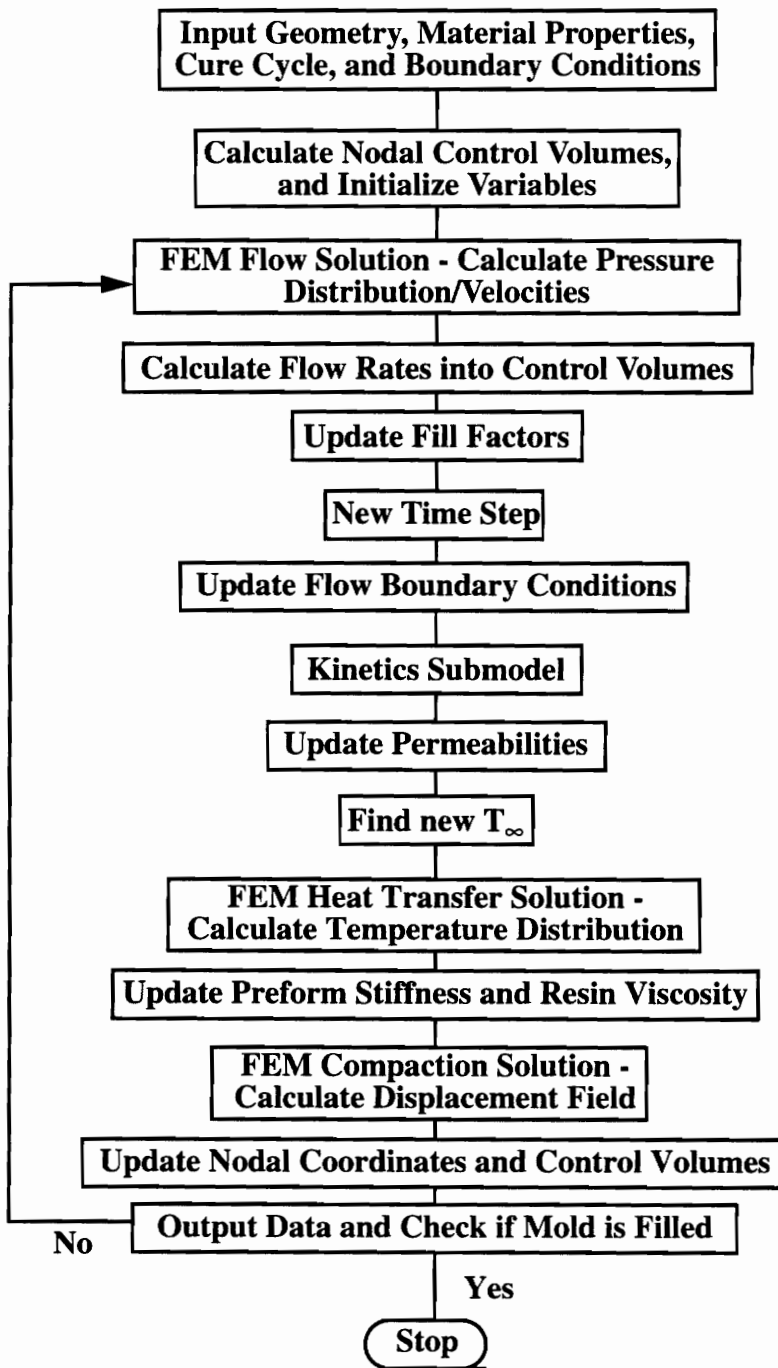 Input Geometry, Material Properties,
Cure Cycle, and Boundary Conditions
Calculate Nodal Control Volumes,
and Initialize Variables
FEM Flow Solution - Calculate Pressure
Distribution/Velocities
Calculate Flow Rates into Control Volumes
Update Fill Factors
New Time Step
Update Flow Boundary Conditions
Kinetics Submodel
Update Permeabilities
Find new T∞
FEM Heat Transfer Solution -
Calculate Temperature Distribution
Update Preform Stiffness and Resin Viscosity
FEM Compaction Solution -
Calculate Displacement Field
Update Nodal Coordinates and Control Volumes
Output Data and Check if Mold is Filled
No
Yes
Stop